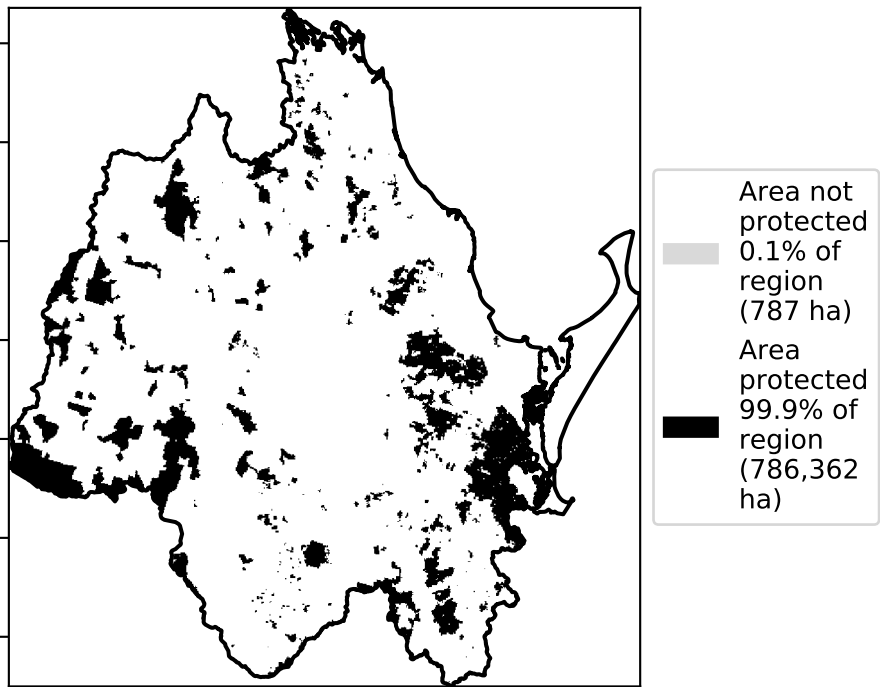 Area not
protected
0.1% of
region
(787 ha)
Area
protected
99.9% of
region
(786,362
ha)